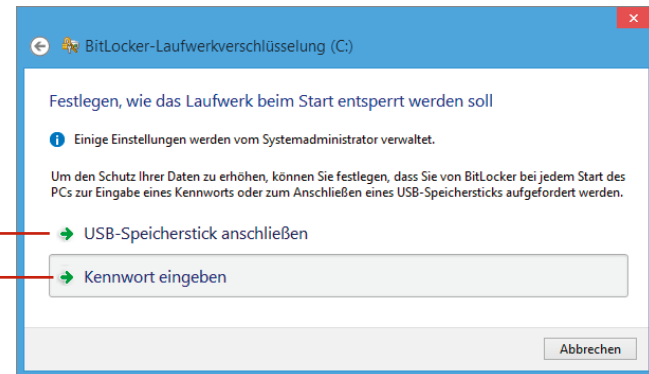 BitLocker-Laufwerkverschlüsselung (C:)
Festlegen, wie das Laufwerk beim Start entsperrt werden soll
Einige Einstellungen werden vom Systemadministrator verwaltet.
Um den Schutz Ihrer Daten zu erhöhen, können Sie festlegen, dass Sie von BitLocker bei jedem Start des
PCs zur Eingabe eines Kennworts oder zum Anschließen eines USB-Speichersticks aufgefordert werden.
USB-Speicherstick anschließen
Kennwort eingeben
Abbrechen